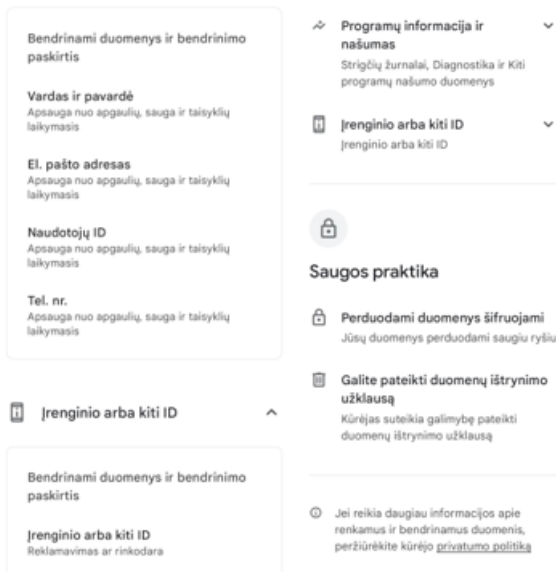 Bendrinami duomenys ir bendrinimo
paskirtis
Vardas ir pavardė
Apsauga nuo apgaulių, sauga ir taisyklių
laikymasis
El. pašto adresas
Apsauga nuo apgaulių, sauga ir taisyklių
laikymasis
Naudotojų ID
Apsauga nuo apgaulių, sauga ir taisyklių
laikymasis
Tel. nr.
Apsauga nuo apgaulių, sauga ir taisyklių
laikymasis
Įrenginio arba kiti ID
Bendrinami duomenys ir bendrinimo
paskirtis
Įrenginio arba kiti ID
Reklamavimas ar rinkodara
Programų informacija ir
našumas
Strigčių žurnalai, Diagnostika ir Kiti
programų našumo duomenys
Įrenginio arba kiti ID
Įrenginio arba kiti ID
Saugos praktika
Perduodami duomenys šifruojami
Jūsų duomenys perduodami saugiu ryšiu
Galite pateikti duomenų ištrynimo
užklausą
Kūrėjas suteikia galimybę pateikti
duomenų ištrynimo užklausą
Jei reikia daugiau informacijos apie
renkamus ir bendrinamus duomenis,
peržiūrėkite kūrėjo privatumo politiką